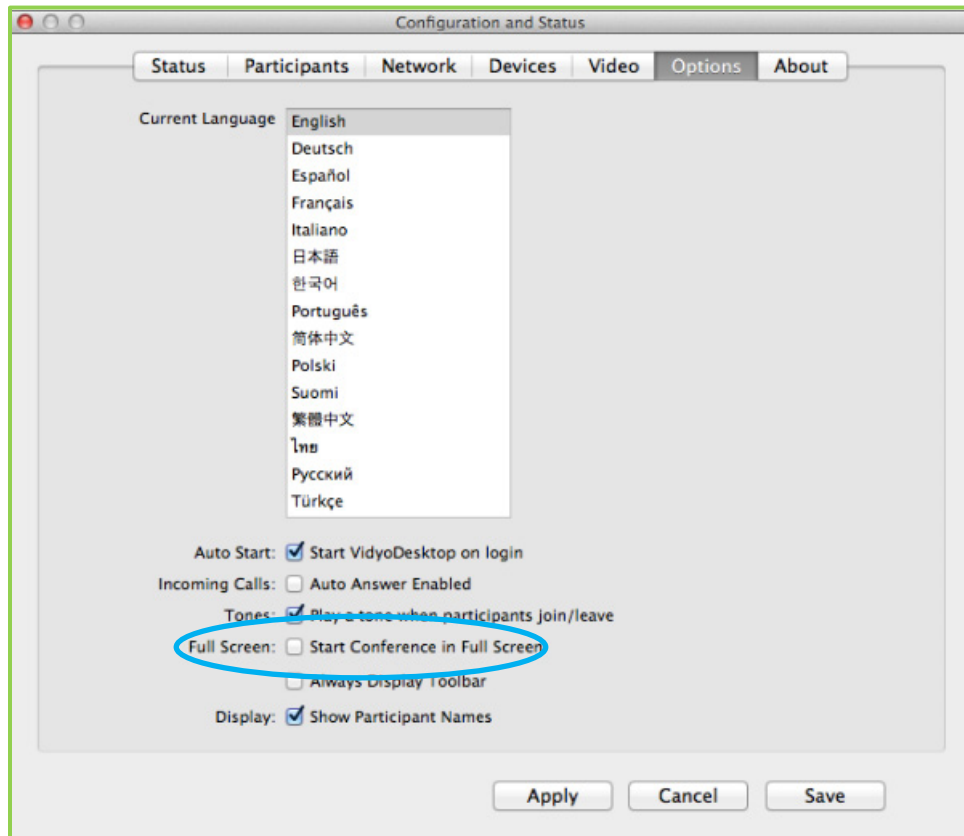 Configuration and Status
Status Participants Network Devices Video Options About
Current Language English
Deutsch
Español
Français
Italiano
日本語
한국어
Português
简体中文
Polski
Suomi
繁體中文
ไทย
Русский
Türkçe
Auto Start: Start VidyoDesktop on login
Incoming Calls: Auto Answer Enabled
Tones: Play a tone when participants join/leave
Full Screen: Start Conference in Full Screen
Always Display Toolbar
Display: Show Participant Names
Apply Cancel Save